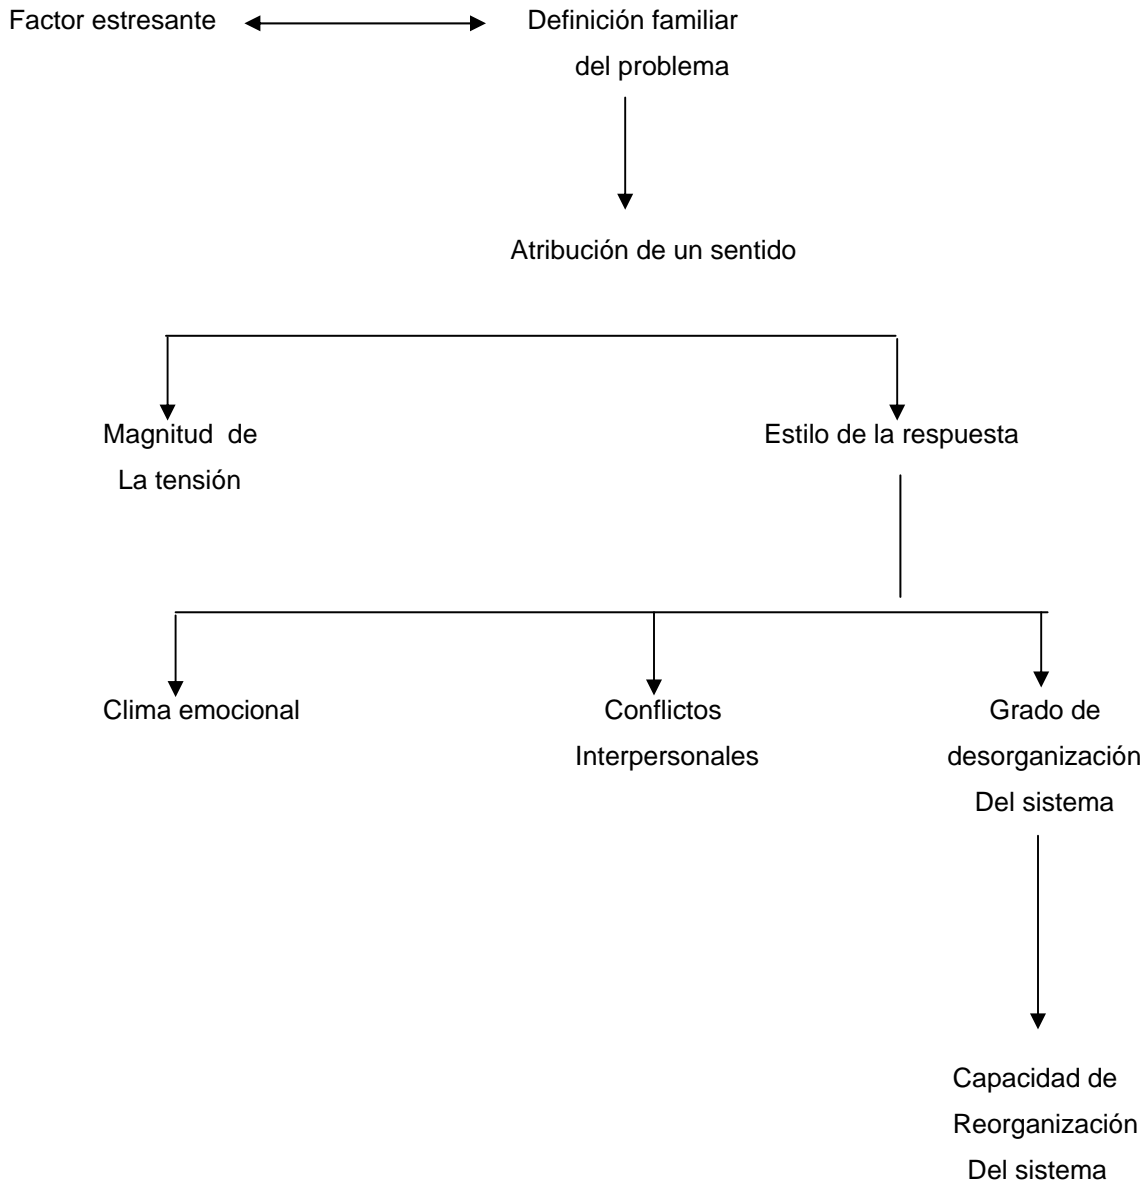 Factor estresante
Definición familiar
del problema
Atribución de un sentido
Magnitud de
La tensión
Estilo de la respuesta
Clima emocional
Conflictos
Interpersonales
Grado de
desorganización
Del sistema
Capacidad de
Reorganización
Del sistema